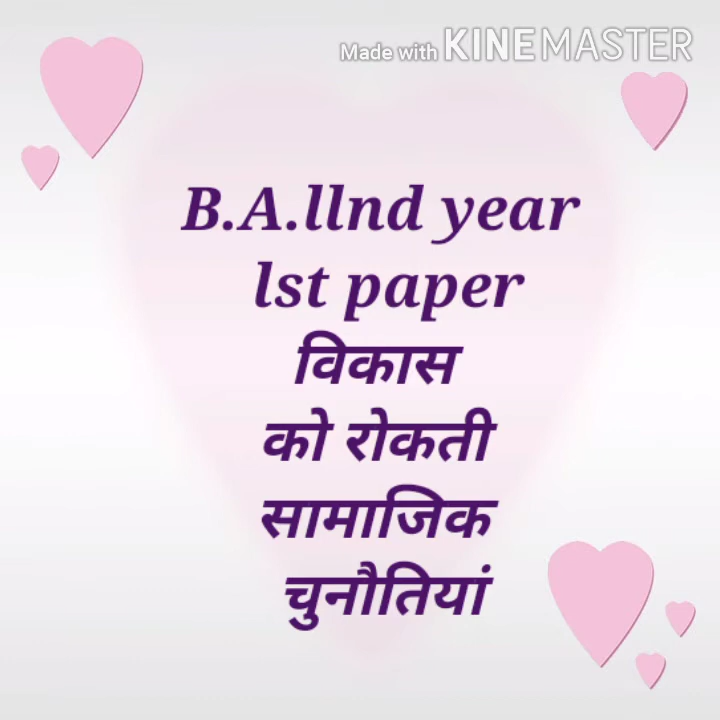 Made with KINEMASTER
B.A.llnd year
lst paper
विकास
को रोकती
सामाजिक
चुनौतियां